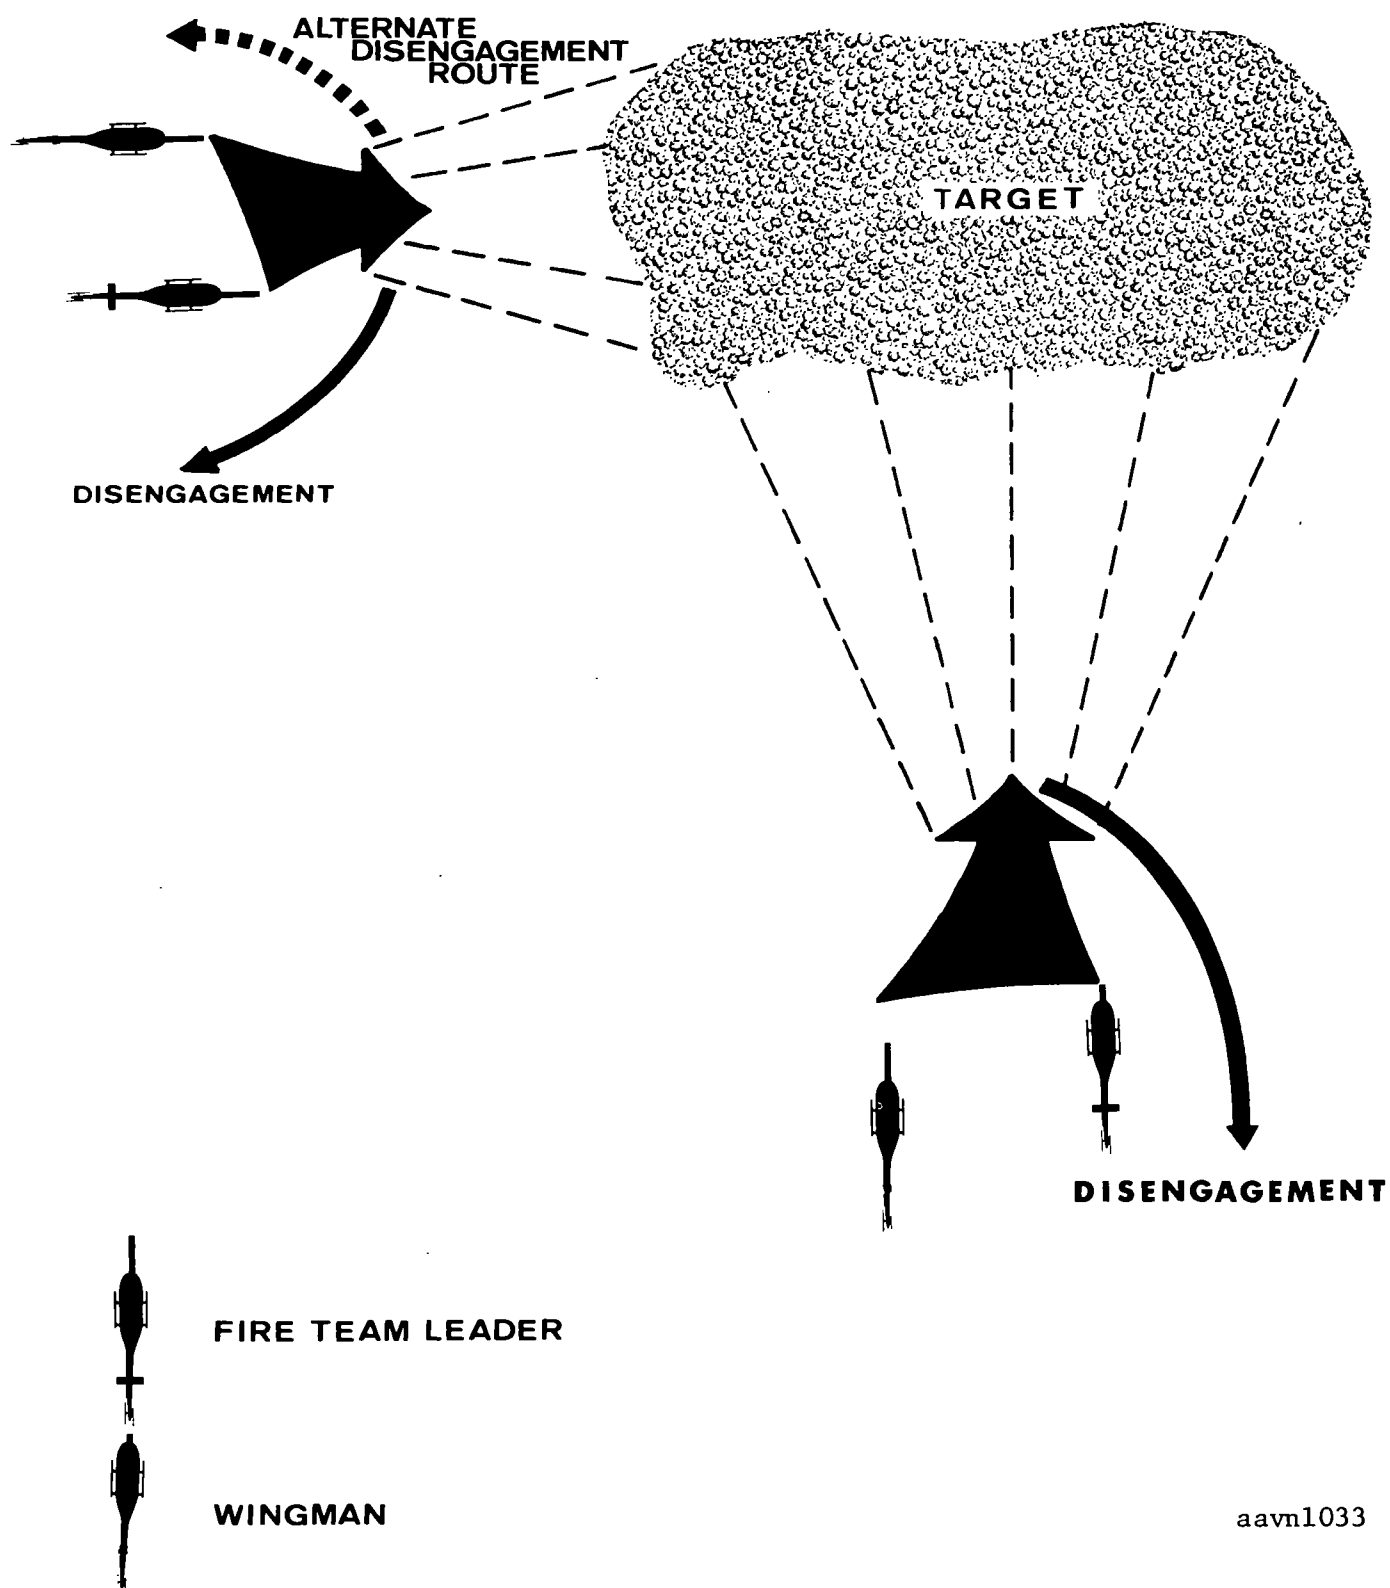 ALTERNATE
DISENGAGEMENT
ROUTE
TARGET
DISENGAGEMENT
DISENGAGEMENT
FIRE TEAM LEADER
WINGMAN
aavn1033